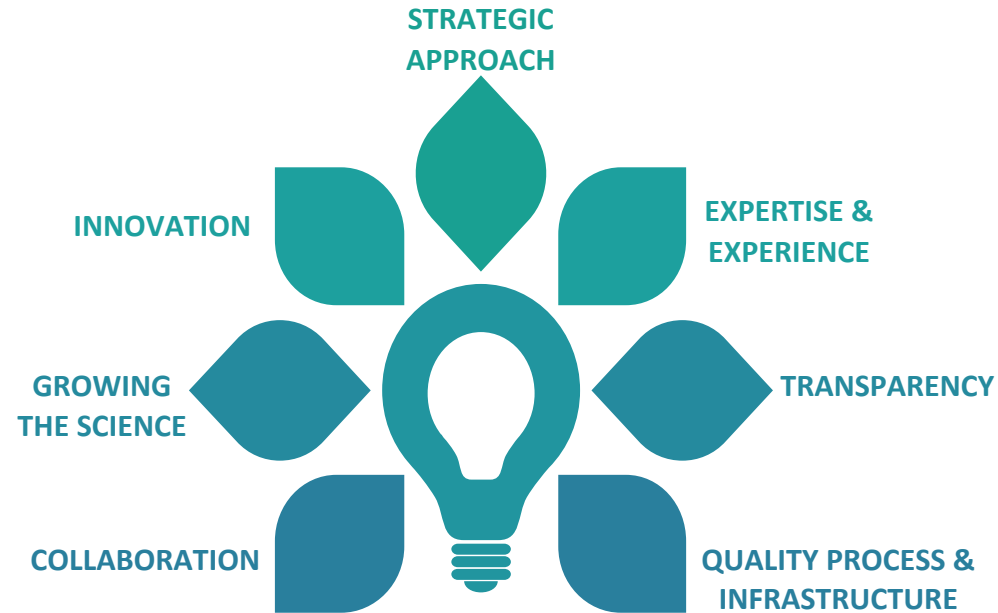 STRATEGIC
APPROACH
INNOVATION
EXPERTISE &
EXPERIENCE
GROWING
THE SCIENCE
TRANSPARENCY
COLLABORATION
QUALITY PROCESS &
INFRASTRUCTURE